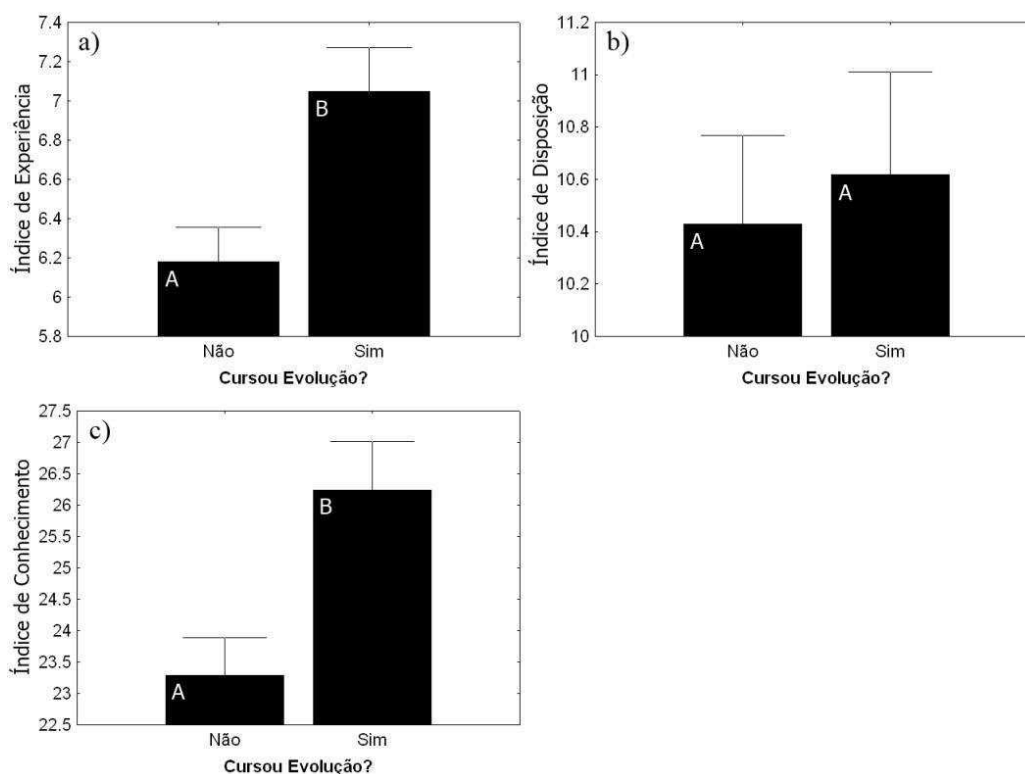 a)
Índice de Experiência
7.4
7.2
7
6.8
6.6
6.4
6.2
6
5.8
A
B
Não
Sim
Cursou Evolução?
b)
Índice de Disposição
11.2
11
10.8
10.6
10.4
10.2
10
A
A
Não
Sim
Cursou Evolução?
c)
Índice de Conhecimento
27.5
27
26.5
26
25.5
25
24.5
24
23.5
23
22.5
A
B
Não
Sim
Cursou Evolução?